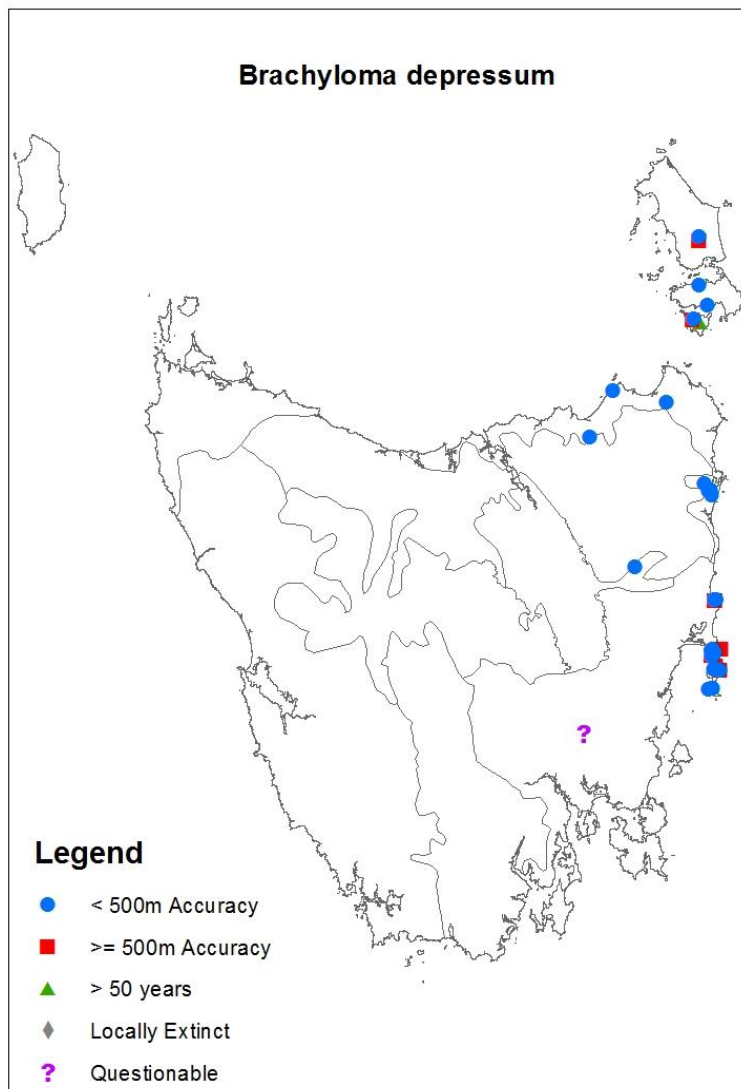 Brachyloma depressum
?
Legend
< 500m Accuracy
>= 500m Accuracy
> 50 years
Locally Extinct
? Questionable